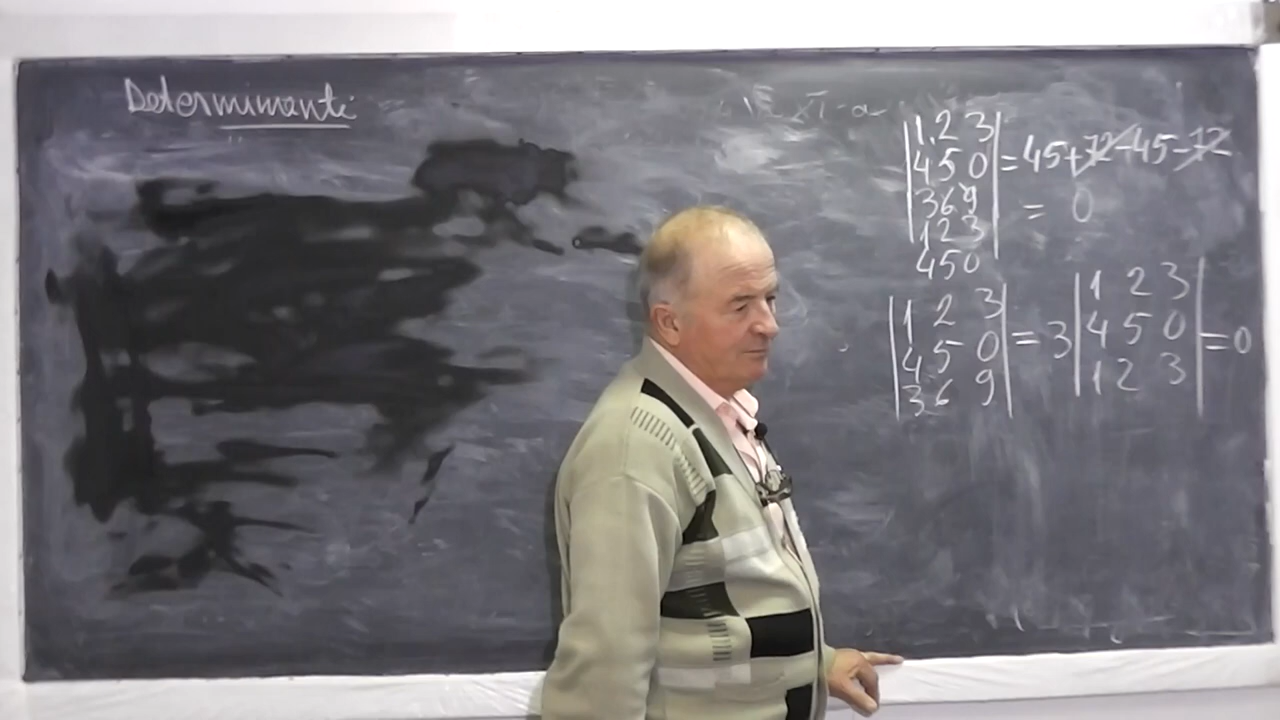 Determinanti
XI-a
|1 2 3|
|4 5 0| = 45+72-45-72
|3 6 9| = 0
1 2 3
4 5 0
|1 2 3| |1 2 3|
|4 5 0| = 3 |4 5 0| = 0
|3 6 9| |1 2 3|